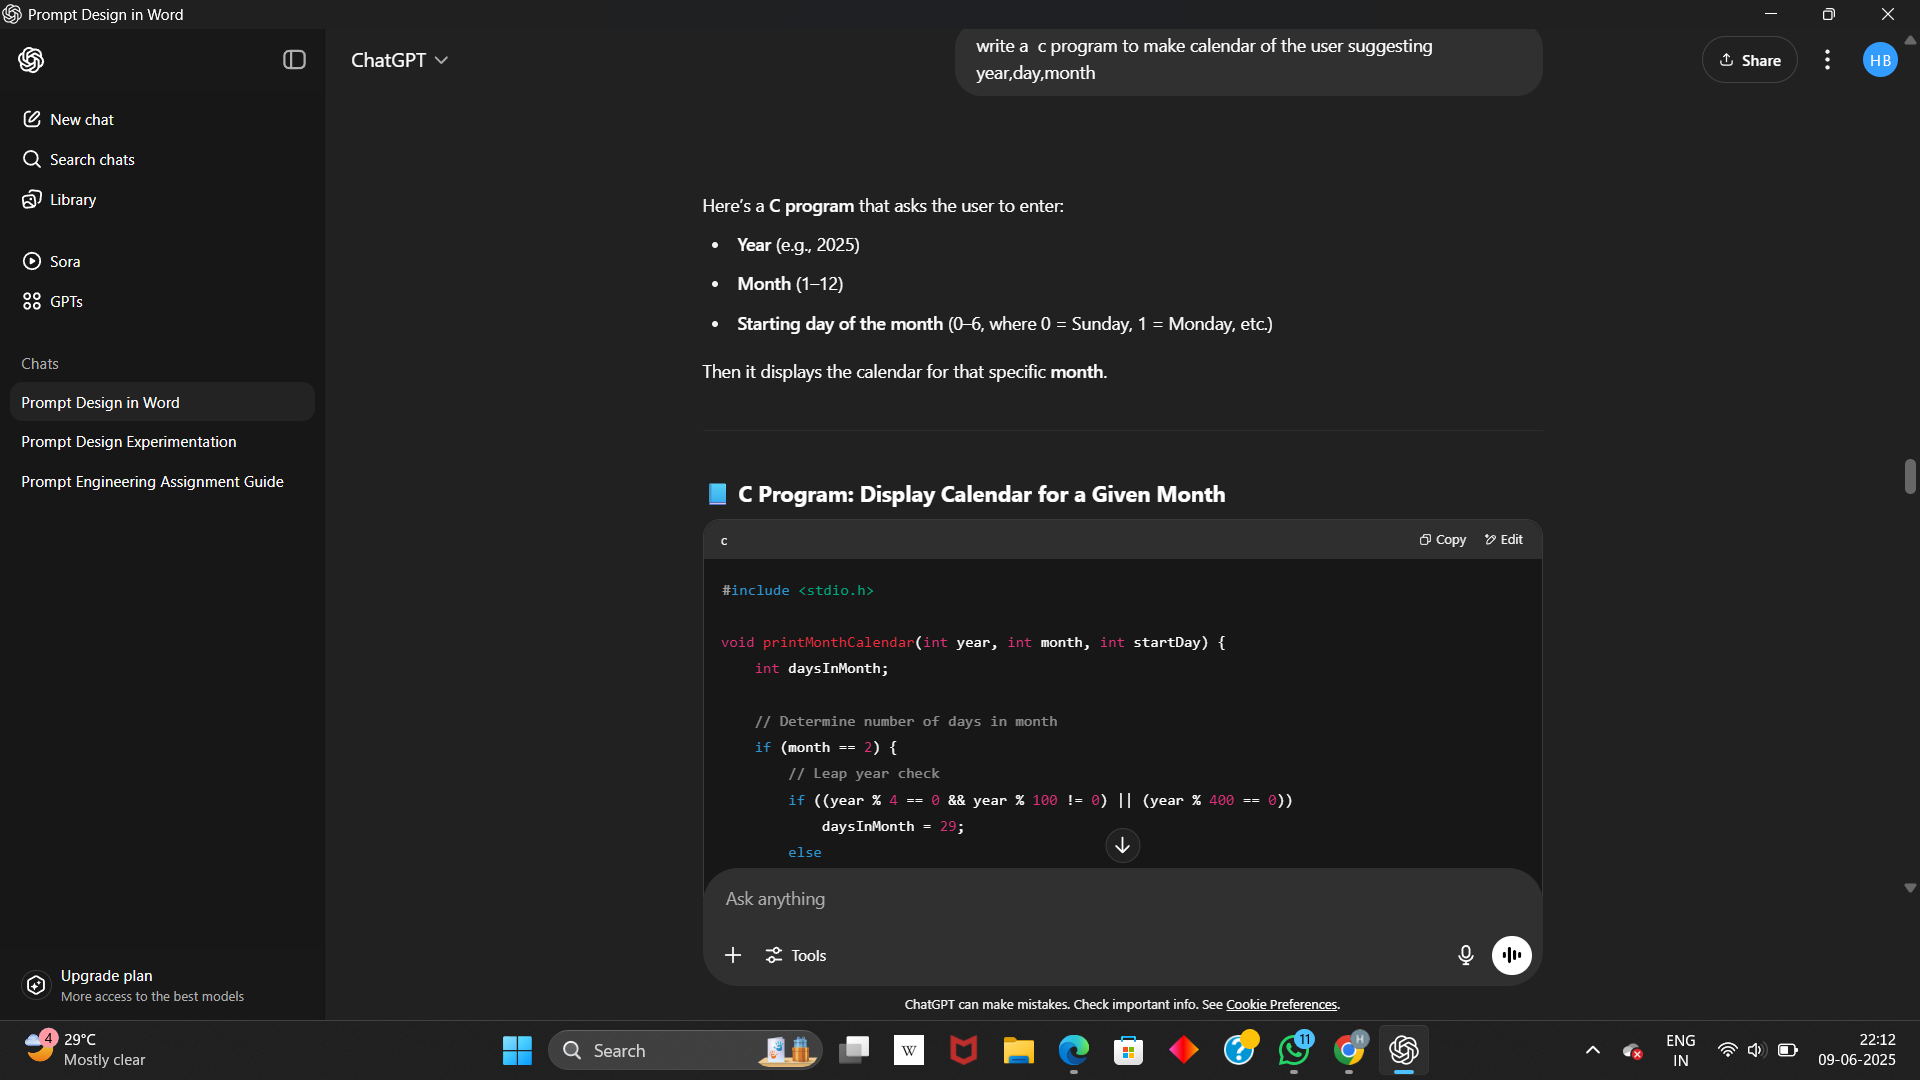 Prompt Design in Word
ChatGPT
write a  c program to make calendar of the user suggesting
year,day,month
Share
HB
New chat
Search chats
Library
Sora
GPTs
Chats
Prompt Design in Word
Prompt Design Experimentation
Prompt Engineering Assignment Guide
Here’s a C program that asks the user to enter:
• Year (e.g., 2025)
• Month (1–12)
• Starting day of the month (0–6, where 0 = Sunday, 1 = Monday, etc.)
Then it displays the calendar for that specific month.
C Program: Display Calendar for a Given Month
c
Copy
Edit
#include <stdio.h>
void printMonthCalendar(int year, int month, int startDay) {
    int daysInMonth;
    // Determine number of days in month
    if (month == 2) {
        // Leap year check
        if ((year % 4 == 0 && year % 100 != 0) || (year % 400 == 0))
            daysInMonth = 29;
        else
Ask anything
Tools
ChatGPT can make mistakes. Check important info. See Cookie Preferences.
Upgrade plan
More access to the best models
4
29°C
Mostly clear
Search
W
11
H
ENG
IN
22:12
09-06-2025